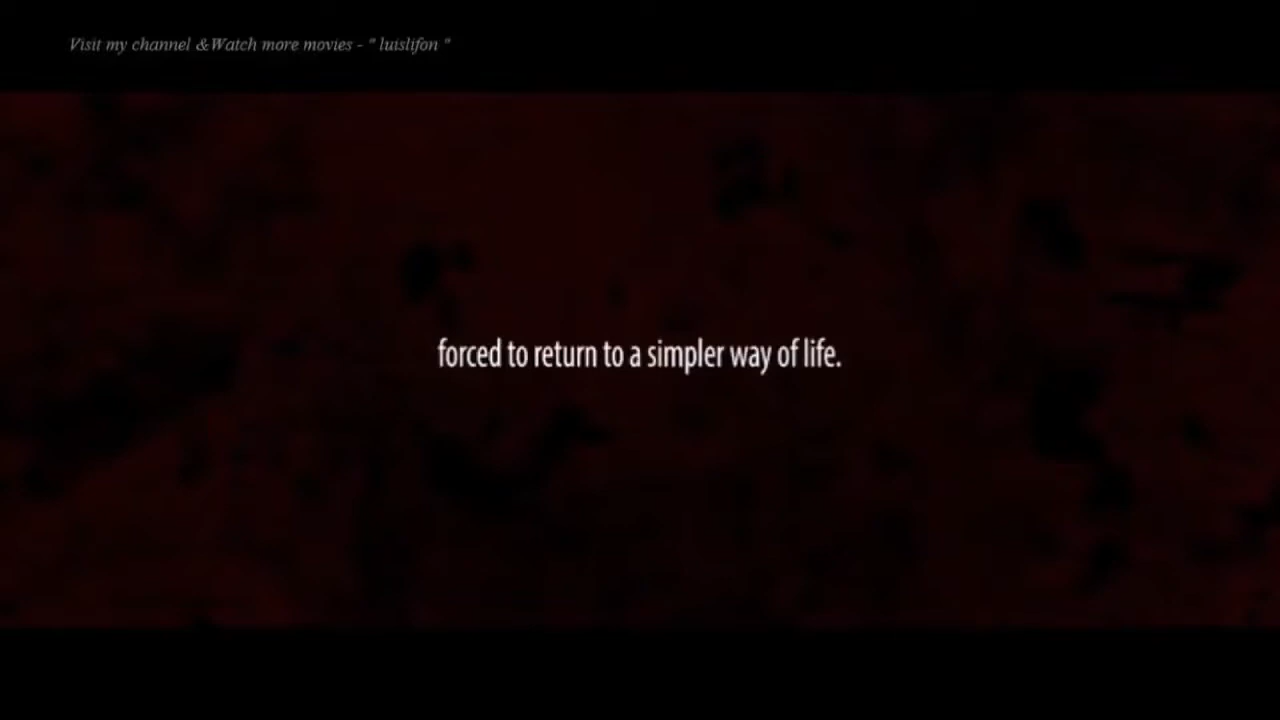 Visit my channel &Watch more movies - " luislifon "
forced to return to a simpler way of life.